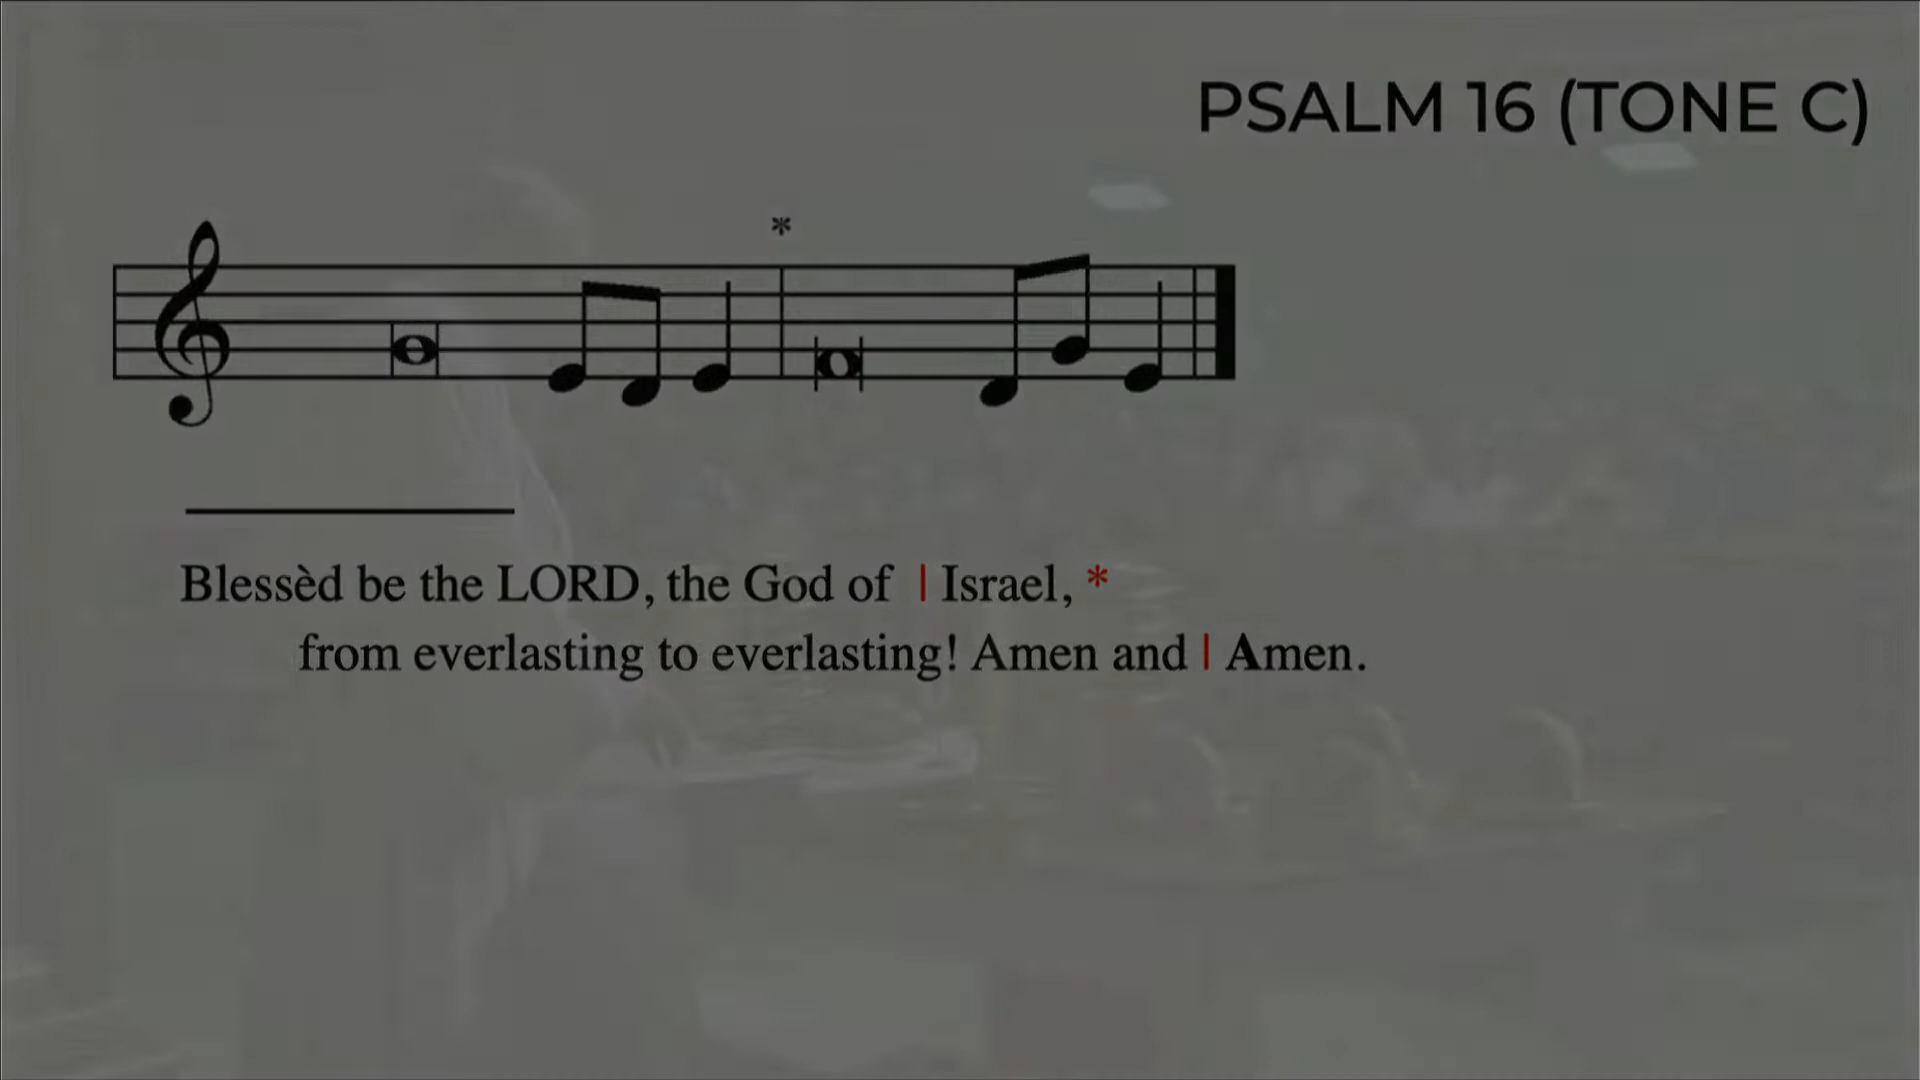 PSALM 16 (TONE C)
*
Blessèd be the LORD, the God of | Israel, *
from everlasting to everlasting! Amen and | Amen.